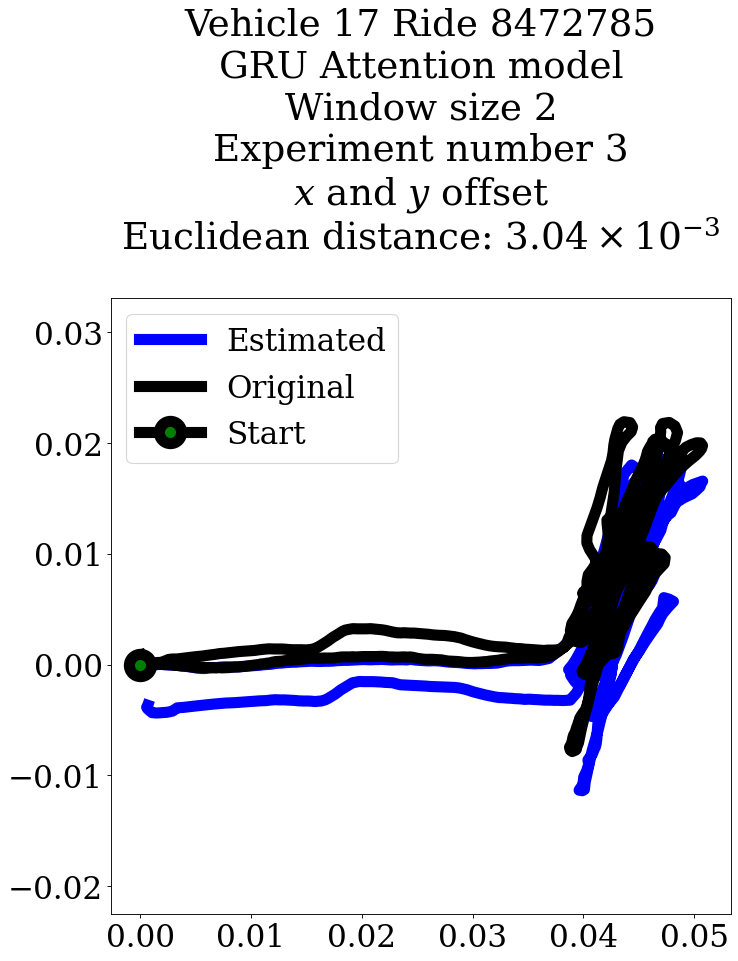 Vehicle 17 Ride 8472785
GRU Attention model
Window size 2
Experiment number 3
x and y offset
Euclidean distance: 3.04 × 10⁻³
Estimated
Original
Start
0.03
0.02
0.01
0.00
−0.01
−0.02
0.00 0.01 0.02 0.03 0.04 0.05